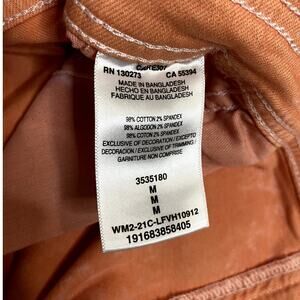 RN 130273 CA 55394
MADE IN BANGLADESH
HECHO EN BANGLADESH
FABRIQUE AU BANGLADESH
98% COTTON 2% SPANDEX
98% ALGODON 2% SPANDEX
98% COTON 2% SPANDEX
EXCLUSIVE OF DECORATION / EXCEPTO
DECORACION / EXCLUSIVE OF TRIMMING /
GARNITURE NON COMPRISE
3535180
M
M
M
WM2-21C-LFVH10912
191683858405